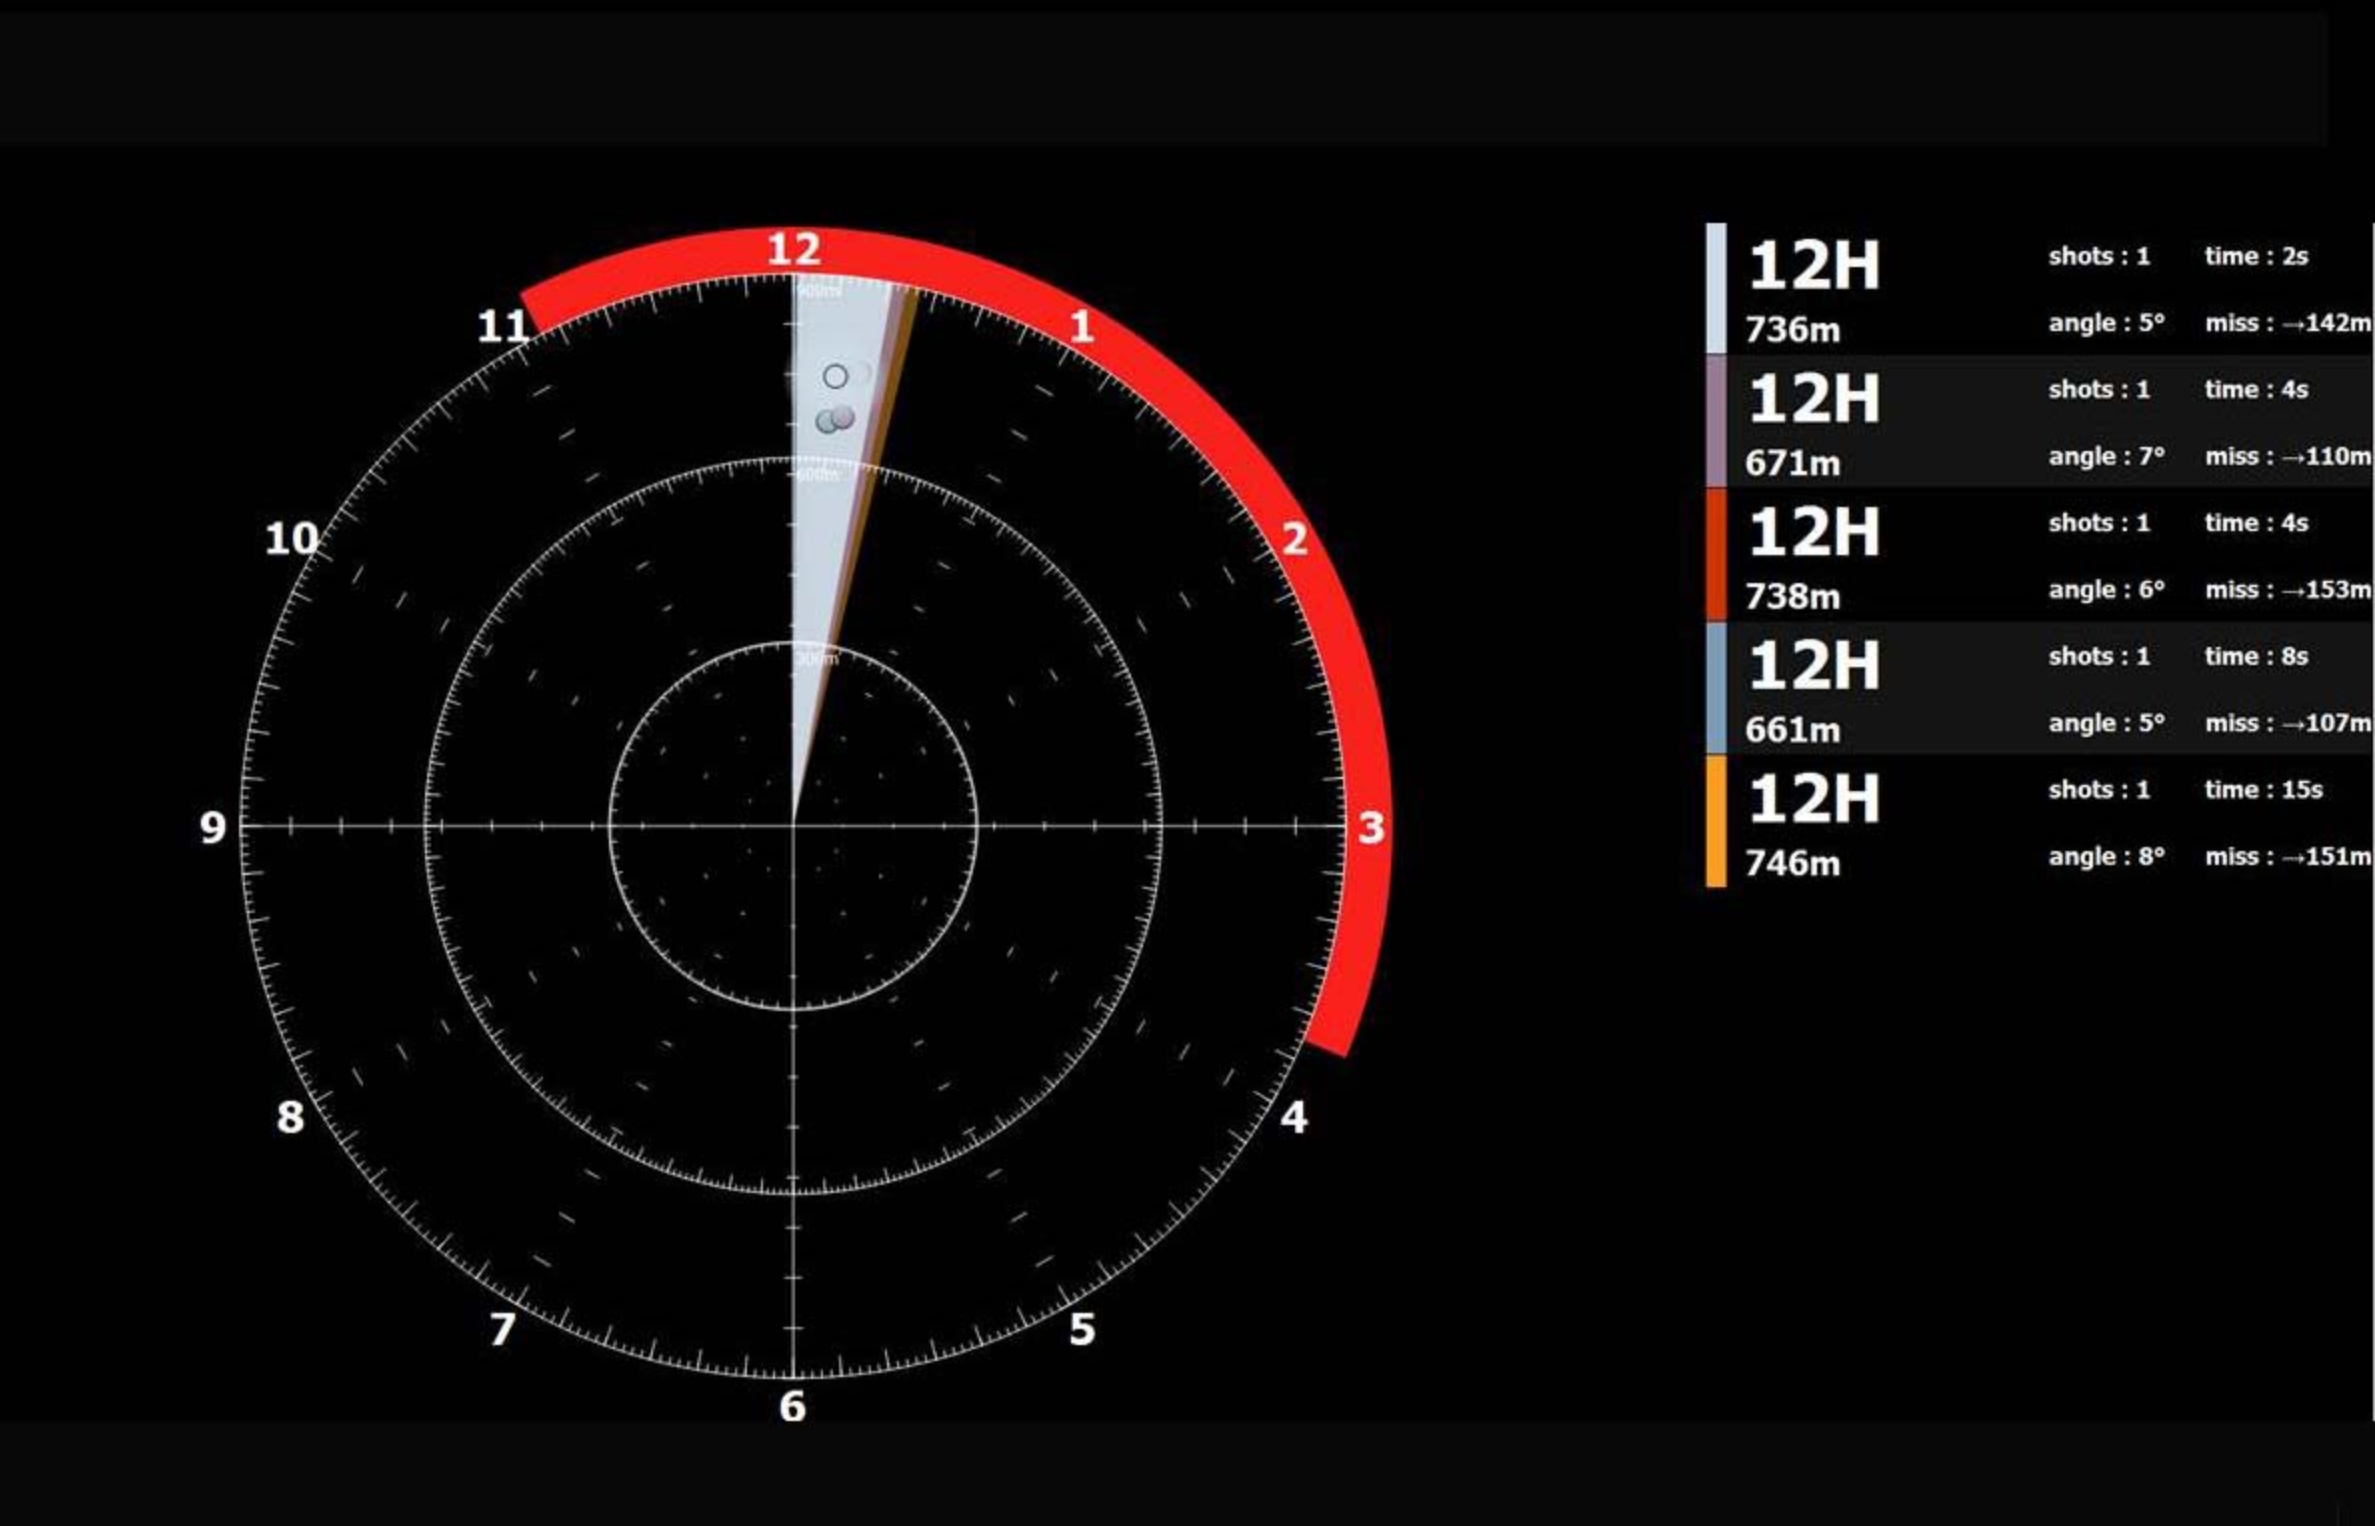 12
11
1
10
2
9
3
8
4
7
5
6
900m
600m
300m
12H shots : 1 time : 2s
736m angle : 5° miss : →142m
12H shots : 1 time : 4s
671m angle : 7° miss : →110m
12H shots : 1 time : 4s
738m angle : 6° miss : →153m
12H shots : 1 time : 8s
661m angle : 5° miss : →107m
12H shots : 1 time : 15s
746m angle : 8° miss : →151m